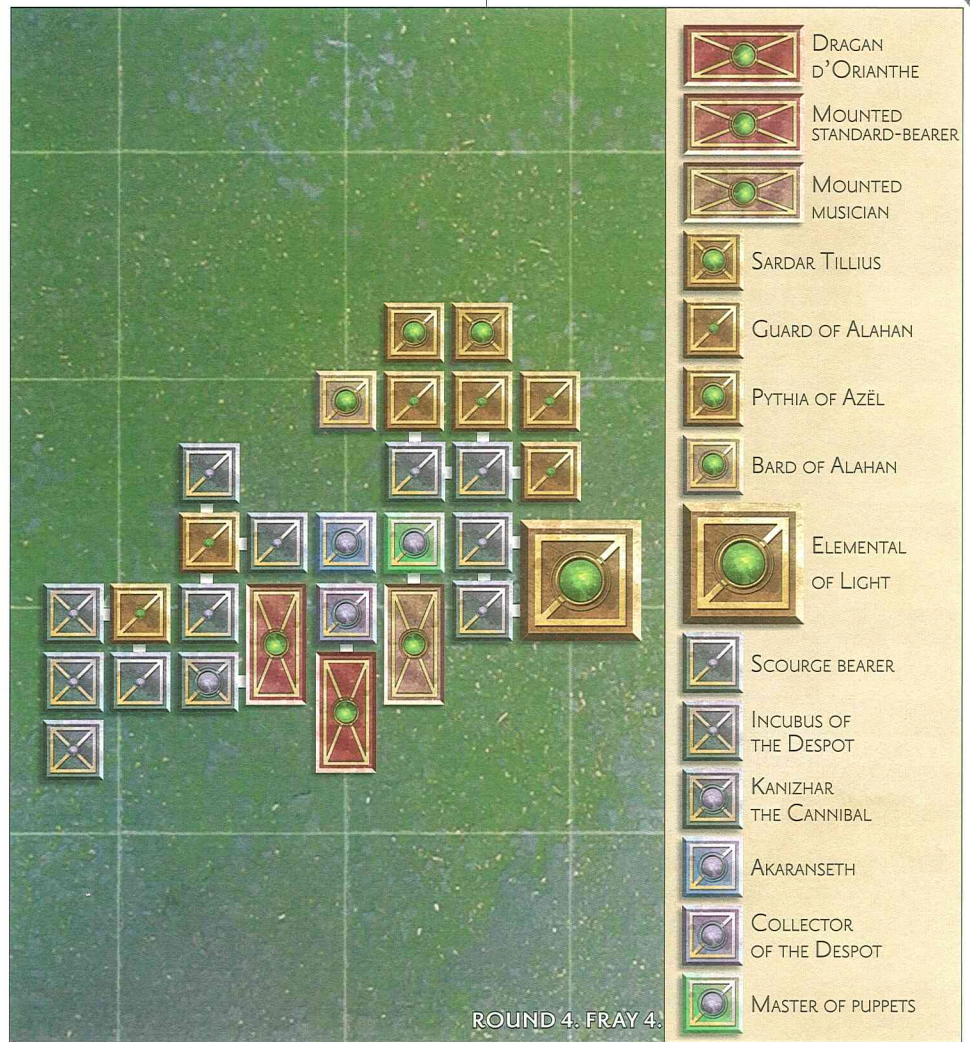 Dragan
d'Orianthe
Mounted
standard-bearer
Mounted
musician
Sardar Tillius
Guard of Alahan
Pythia of Azël
Bard of Alahan
Elemental
of Light
Scourge bearer
Incubus of
the Despot
Kanizhar
the Cannibal
Akaranseth
Collector
of the Despot
Master of puppets
ROUND 4. FRAY 4.